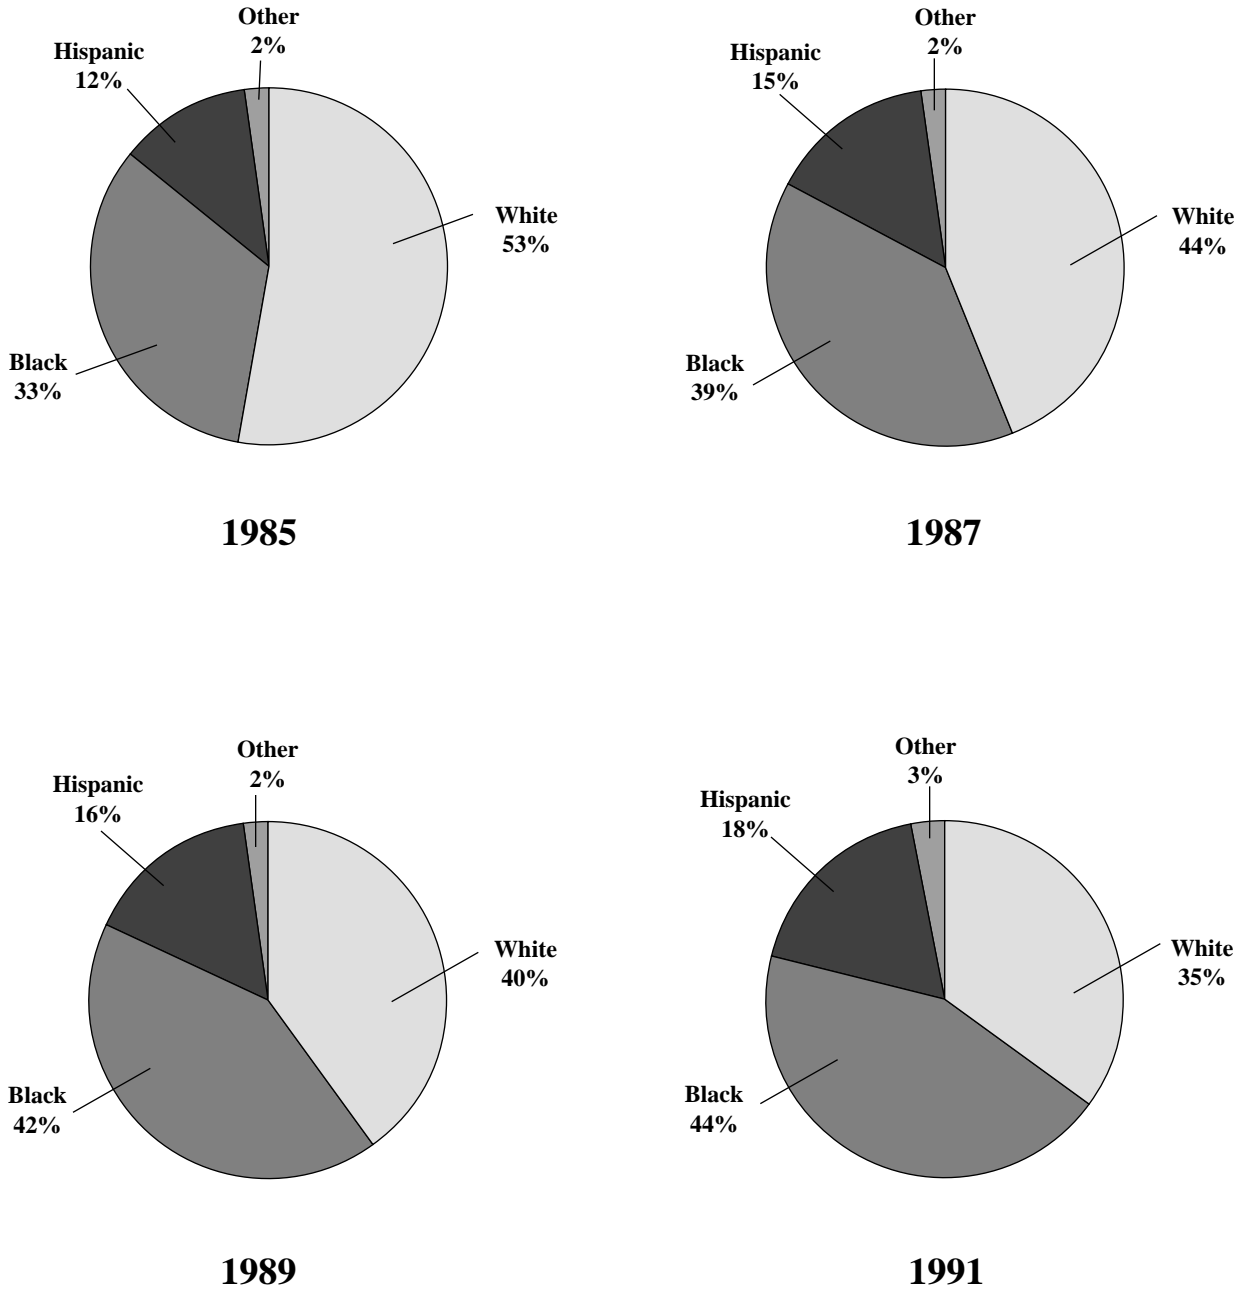 Other
2%
Hispanic
12%
White
53%
Black
33%
1985
Other
2%
Hispanic
15%
White
44%
Black
39%
1987
Other
2%
Hispanic
16%
White
40%
Black
42%
1989
Other
3%
Hispanic
18%
White
35%
Black
44%
1991